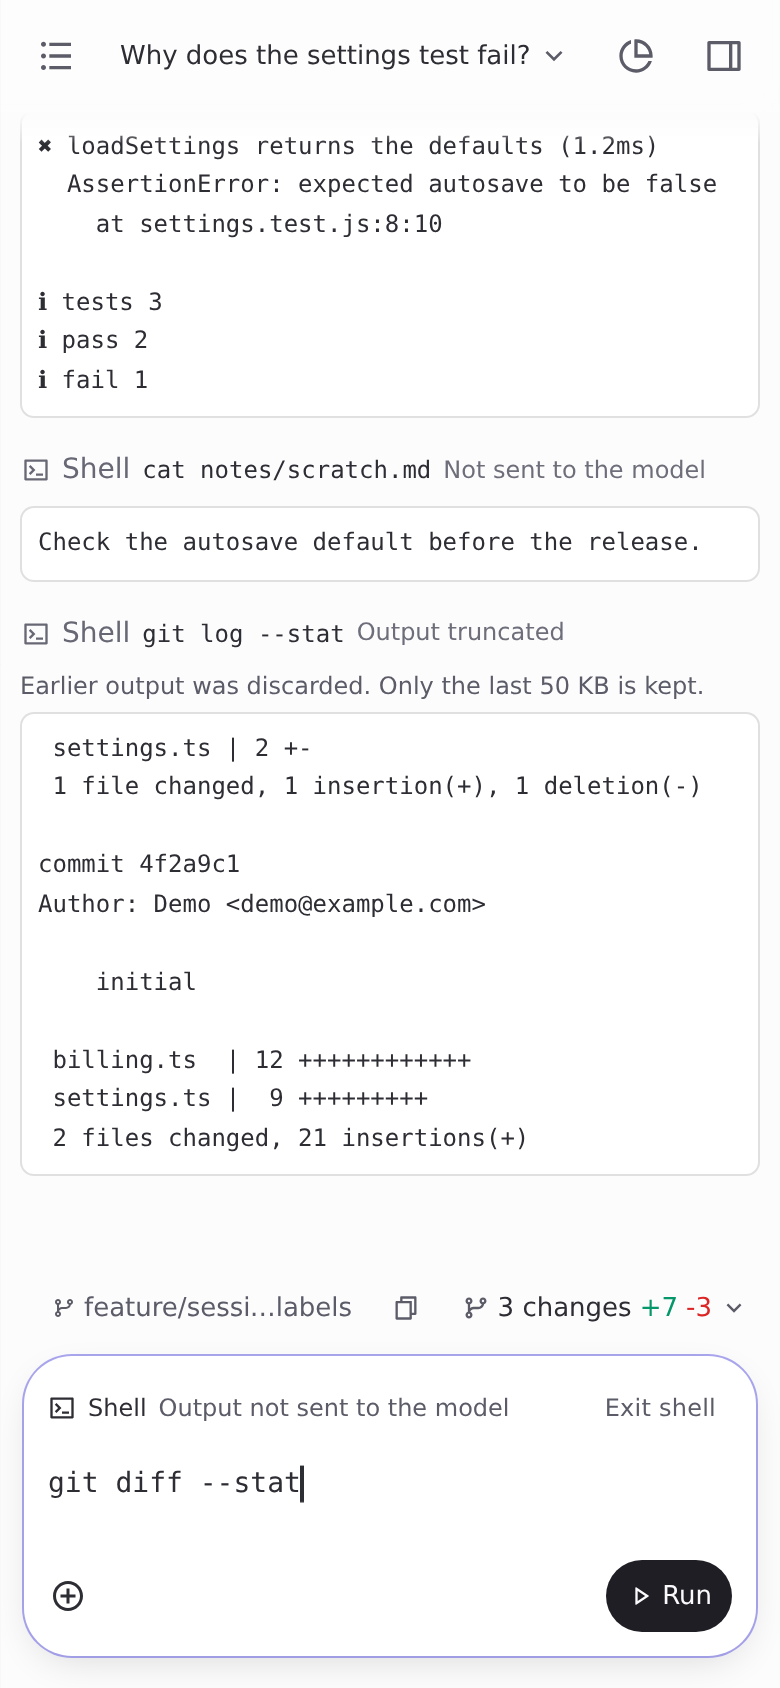 Why does the settings test fail?
✖ loadSettings returns the defaults (1.2ms)
AssertionError: expected autosave to be false
at settings.test.js:8:10
ℹ tests 3
ℹ pass 2
ℹ fail 1
Shell cat notes/scratch.md Not sent to the model
Check the autosave default before the release.
Shell git log --stat Output truncated
Earlier output was discarded. Only the last 50 KB is kept.
settings.ts | 2 +-
1 file changed, 1 insertion(+), 1 deletion(-)
commit 4f2a9c1
Author: Demo <demo@example.com>
initial
billing.ts  | 12 ++++++++++++
settings.ts |  9 +++++++++
2 files changed, 21 insertions(+)
feature/sessi...labels 3 changes +7 -3
Shell Output not sent to the model Exit shell
git diff --stat
Run